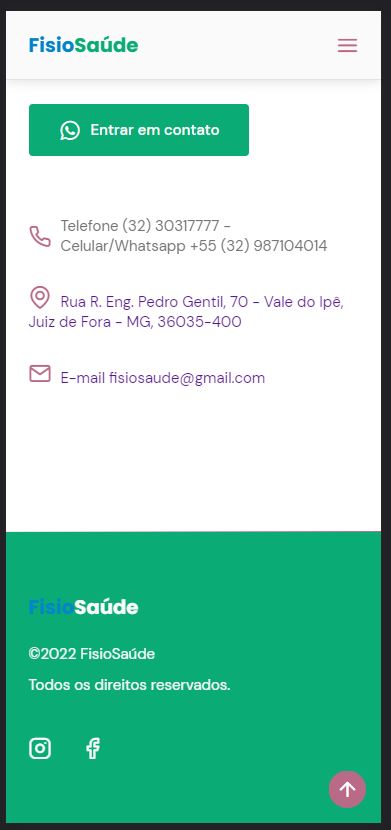 FisioSaúde
Entrar em contato
Telefone (32) 30317777 -
Celular/Whatsapp +55 (32) 987104014
Rua R. Eng. Pedro Gentil, 70 - Vale do Ipê,
Juiz de Fora - MG, 36035-400
E-mail fisiosaude@gmail.com
FisioSaúde
©2022 FisioSaúde
Todos os direitos reservados.